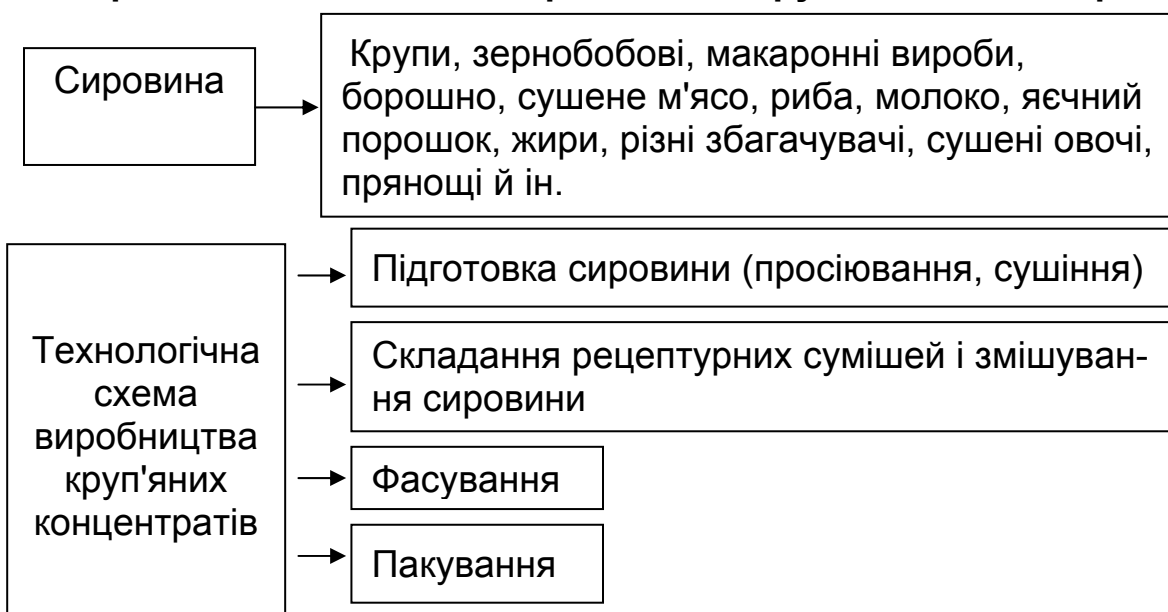 Сировина
Крупи, зернобобові, макаронні вироби,
борошно, сушене м'ясо, риба, молоко, яєчний
порошок, жири, різні збагачувачі, сушені овочі,
прянощі й ін.
Технологічна
схема
виробництва
круп'яних
концентратів
Підготовка сировини (просіювання, сушіння)
Складання рецептурних сумішей і змішуван-
ня сировини
Фасування
Пакування